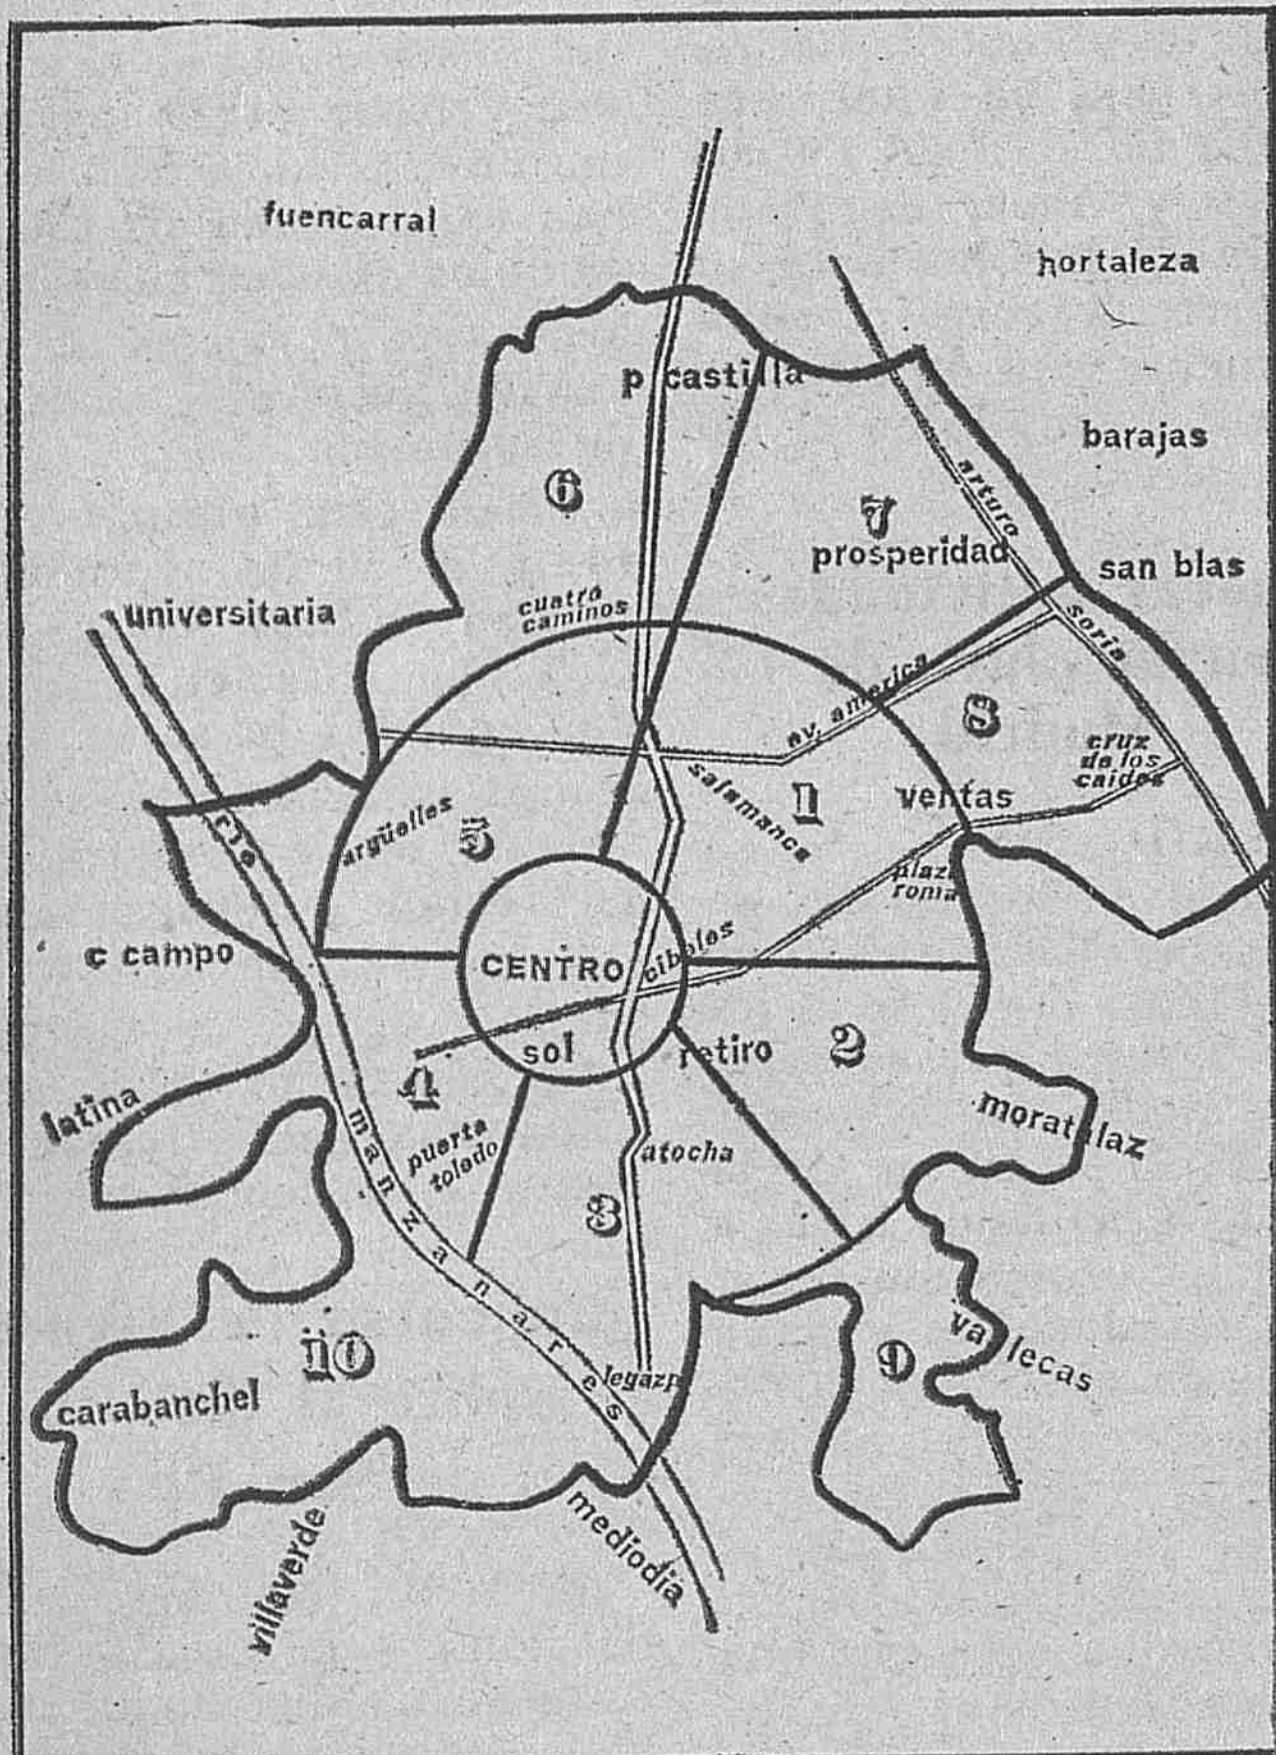 fuencarral
hortaleza
p castilla
barajas
6
arturo
7
prosperidad
san blas
cuatro
caminos
universitaria
soria
av. america
8
cruz
de los
caidos
salamanca
1
ventas
argüelles
5
rio
plaza
roma
c campo
CENTRO
cibeles
sol
retiro
2
4
latina
moratalaz
puerta
toledo
manzanares
atocha
3
10
vallecas
9
legazpi
carabanchel
mediodia
villaverde